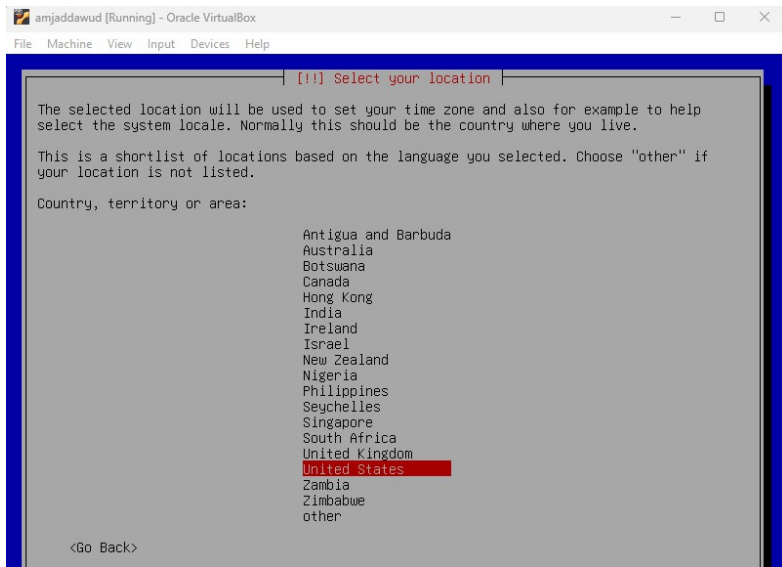 amjaddawud [Running] - Oracle VirtualBox
File Machine View Input Devices Help
[!!] Select your location
The selected location will be used to set your time zone and also for example to help
select the system locale. Normally this should be the country where you live.
This is a shortlist of locations based on the language you selected. Choose "other" if
your location is not listed.
Country, territory or area:
Antigua and Barbuda
Australia
Botswana
Canada
Hong Kong
India
Ireland
Israel
New Zealand
Nigeria
Philippines
Seychelles
Singapore
South Africa
United Kingdom
United States
Zambia
Zimbabwe
other
<Go Back>